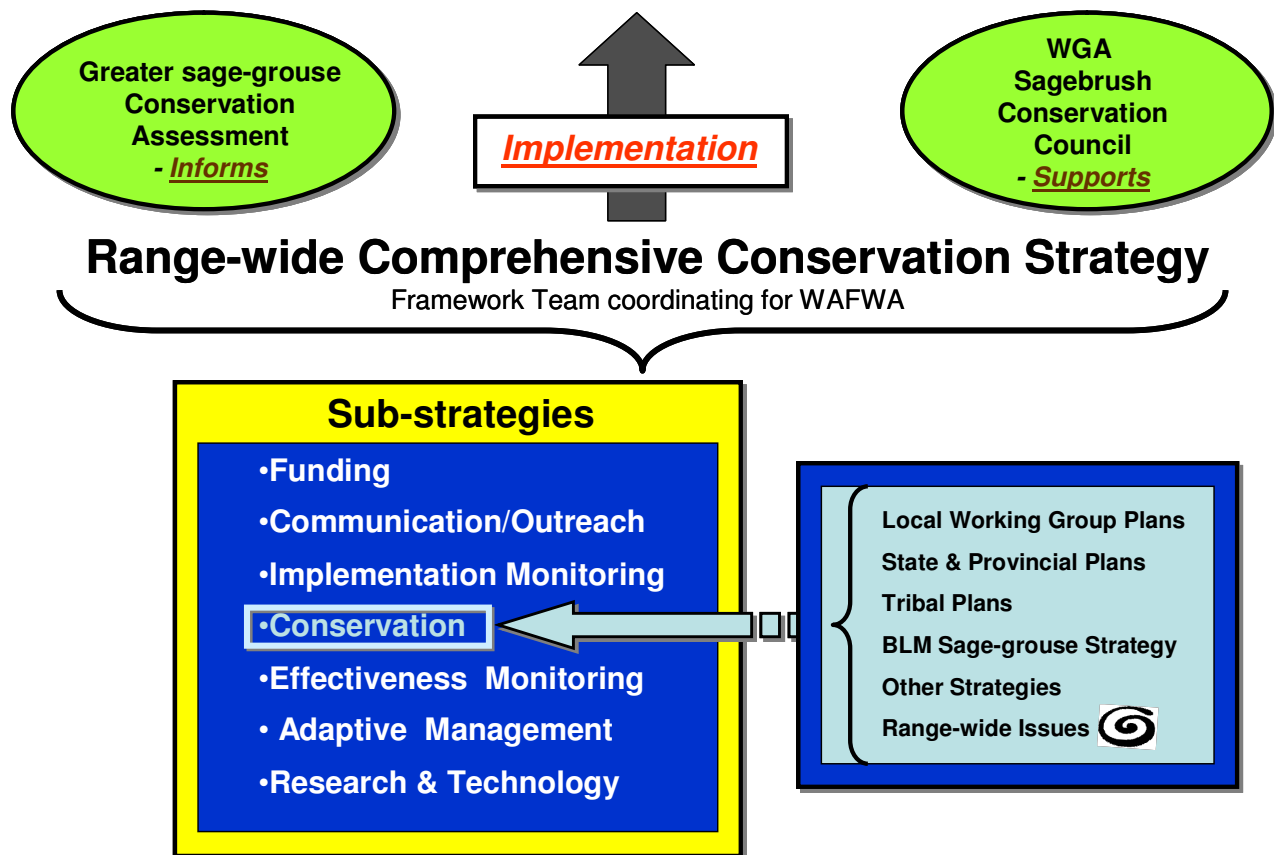 Greater sage-grouse
Conservation
Assessment
- Informs
Implementation
WGA
Sagebrush
Conservation
Council
- Supports
Range-wide Comprehensive Conservation Strategy
Framework Team coordinating for WAFWA
Sub-strategies
•Funding
•Communication/Outreach
•Implementation Monitoring
•Conservation
•Effectiveness Monitoring
• Adaptive Management
•Research & Technology
Local Working Group Plans
State & Provincial Plans
Tribal Plans
BLM Sage-grouse Strategy
Other Strategies
Range-wide Issues